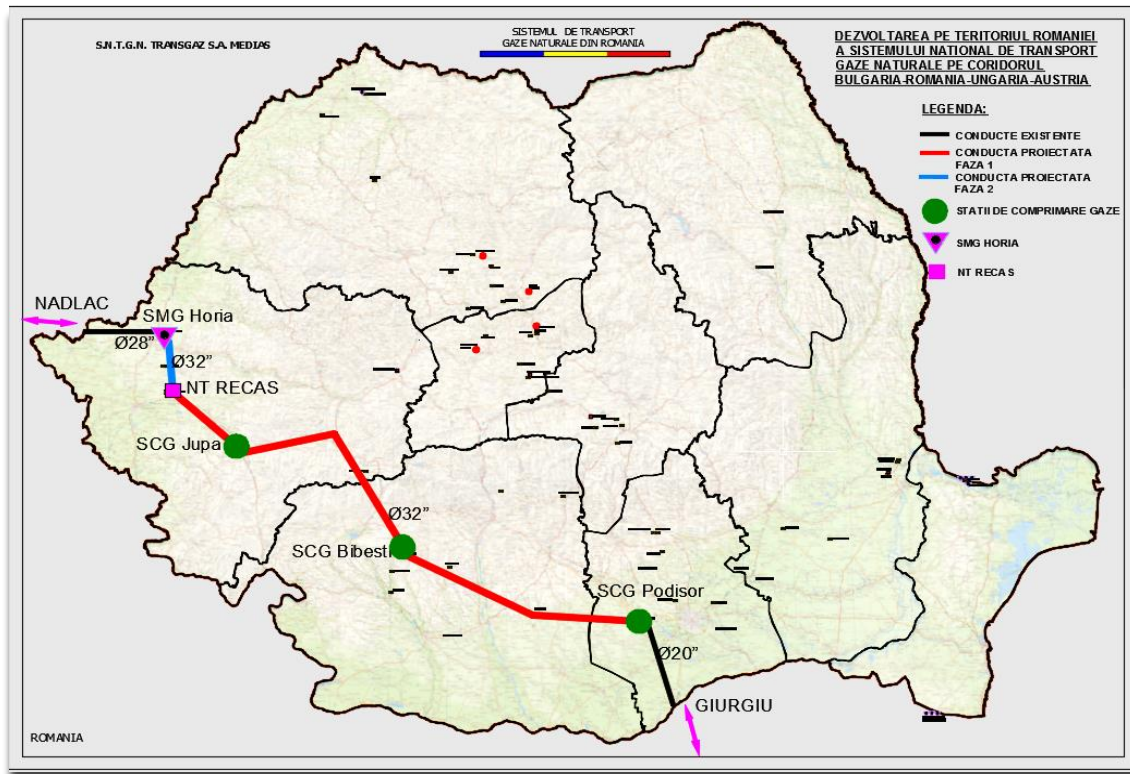 S.N.T.G.N. TRANSGAZ S.A. MEDIAS
SISTEMUL DE TRANSPORT
GAZE NATURALE DIN ROMANIA
DEZVOLTAREA PE TERITORIUL ROMANIEI
A SISTEMULUI NATIONAL DE TRANSPORT
GAZE NATURALE PE CORIDORUL
BULGARIA-ROMANIA-UNGARIA-AUSTRIA
LEGENDA:
CONDUCTE EXISTENTE
CONDUCTA PROIECTATA
FAZA 1
CONDUCTA PROIECTATA
FAZA 2
STATII DE COMPRIMARE GAZE
SMG HORIA
NT RECAS
NADLAC
SMG Horia
Ø28”
Ø32”
NT RECAS
SCG Jupa
Ø32”
SCG Bibesti
SCG Podisor
Ø20”
GIURGIU
ROMANIA